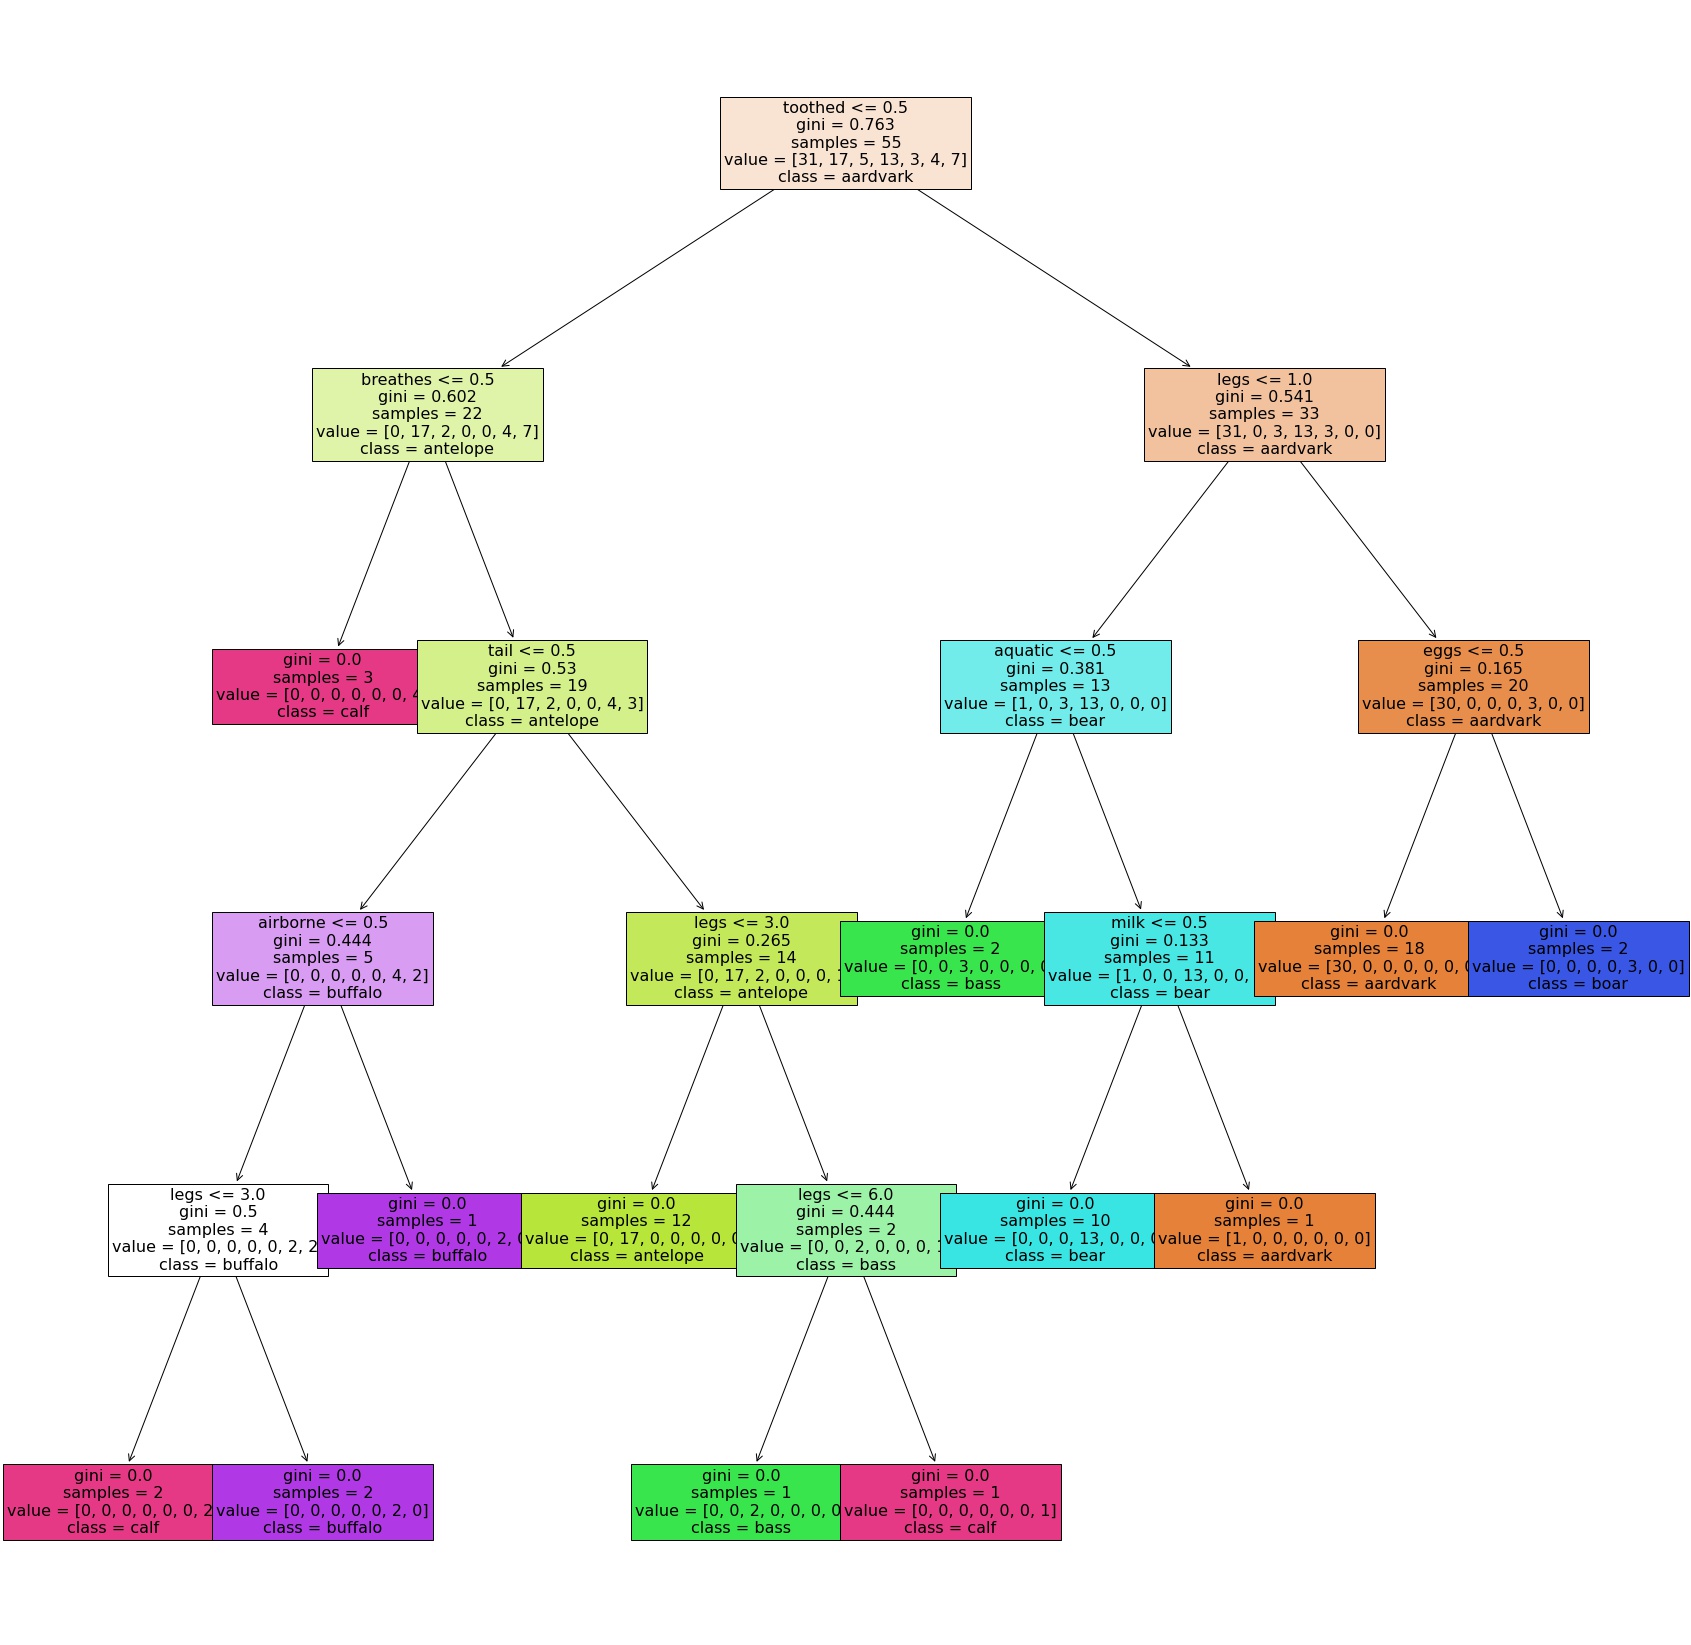 toothed <= 0.5
gini = 0.763
samples = 55
value = [31, 17, 5, 13, 3, 4, 7]
class = aardvark
breathes <= 0.5
gini = 0.602
samples = 22
value = [0, 17, 2, 0, 0, 4, 7]
class = antelope
legs <= 1.0
gini = 0.541
samples = 33
value = [31, 0, 3, 13, 3, 0, 0]
class = aardvark
gini = 0.0
samples = 3
value = [0, 0, 0, 0, 0, 0, 4
class = calf
tail <= 0.5
gini = 0.53
samples = 19
value = [0, 17, 2, 0, 0, 4, 3]
class = antelope
aquatic <= 0.5
gini = 0.381
samples = 13
value = [1, 0, 3, 13, 0, 0, 0]
class = bear
eggs <= 0.5
gini = 0.165
samples = 20
value = [30, 0, 0, 0, 3, 0, 0]
class = aardvark
airborne <= 0.5
gini = 0.444
samples = 5
value = [0, 0, 0, 0, 0, 4, 2]
class = buffalo
legs <= 3.0
gini = 0.265
samples = 14
value = [0, 17, 2, 0, 0, 0, 1
class = antelope
gini = 0.0
samples = 2
value = [0, 0, 3, 0, 0, 0, 0
class = bass
milk <= 0.5
gini = 0.133
samples = 11
value = [1, 0, 0, 13, 0, 0,
class = bear
gini = 0.0
samples = 18
value = [30, 0, 0, 0, 0, 0, 0
class = aardvark
gini = 0.0
samples = 2
value = [0, 0, 0, 0, 3, 0, 0]
class = boar
legs <= 3.0
gini = 0.5
samples = 4
value = [0, 0, 0, 0, 0, 2, 2
class = buffalo
gini = 0.0
samples = 1
value = [0, 0, 0, 0, 0, 2, 0
class = buffalo
gini = 0.0
samples = 12
value = [0, 17, 0, 0, 0, 0, 0
class = antelope
legs <= 6.0
gini = 0.444
samples = 2
value = [0, 0, 2, 0, 0, 0, 1
class = bass
gini = 0.0
samples = 10
value = [0, 0, 0, 13, 0, 0, 0
class = bear
gini = 0.0
samples = 1
value = [1, 0, 0, 0, 0, 0, 0]
class = aardvark
gini = 0.0
samples = 2
value = [0, 0, 0, 0, 0, 0, 2
class = calf
gini = 0.0
samples = 2
value = [0, 0, 0, 0, 0, 2, 0]
class = buffalo
gini = 0.0
samples = 1
value = [0, 0, 2, 0, 0, 0, 0
class = bass
gini = 0.0
samples = 1
value = [0, 0, 0, 0, 0, 0, 1]
class = calf